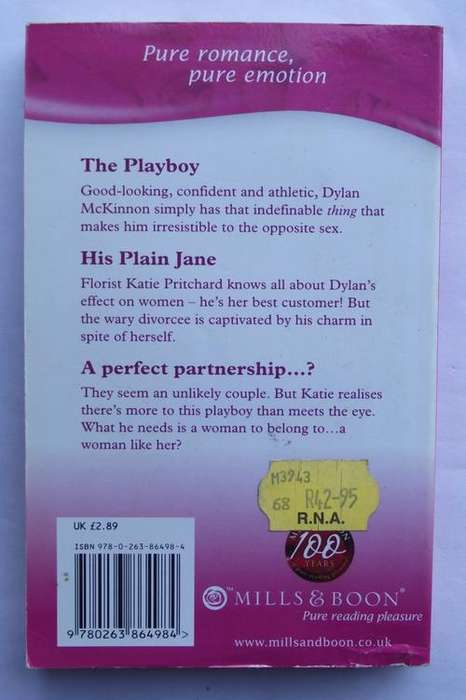 Pure romance,
pure emotion
The Playboy
Good-looking, confident and athletic, Dylan
McKinnon simply has that indefinable thing that
makes him irresistible to the opposite sex.
His Plain Jane
Florist Katie Pritchard knows all about Dylan's
effect on women – he's her best customer! But
the wary divorcee is captivated by his charm in
spite of herself.
A perfect partnership…?
They seem an unlikely couple. But Katie realises
there's more to this playboy than meets the eye.
What he needs is a woman to belong to…a
woman like her?
M3943
68 R42-95
R.N.A.
UK £2.89
ISBN 978-0-263-86498-4
9 780263 864984 >
100
YEARS
MILLS & BOON®
Pure reading pleasure
www.millsandboon.co.uk